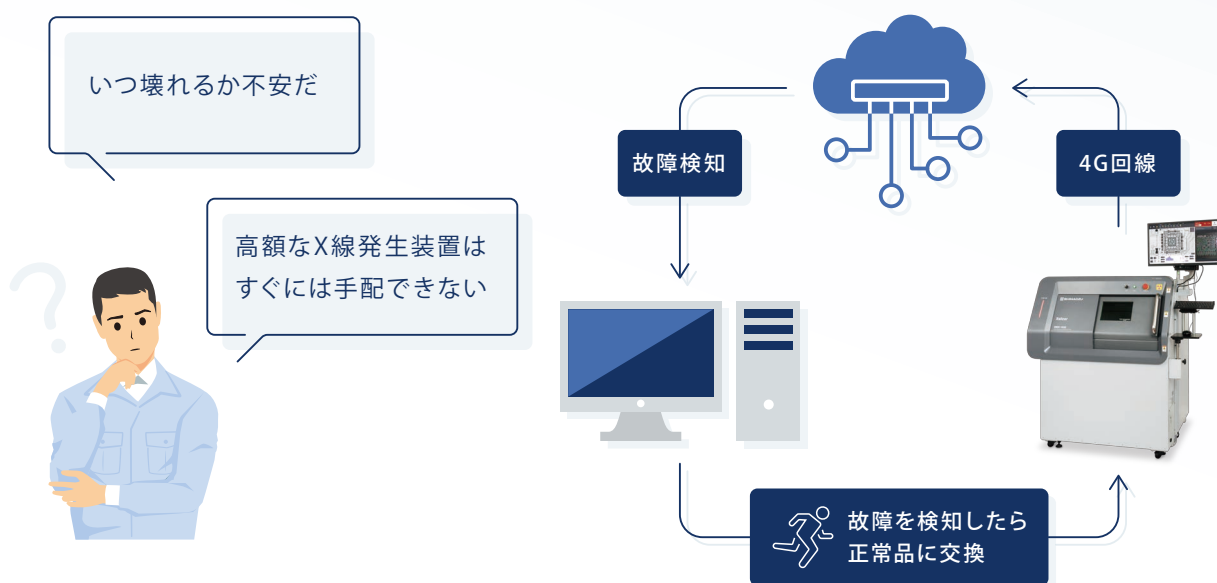 いつ壊れるか不安だ
高額なX線発生装置は
すぐには手配できない
故障検知
4G回線
故障を検知したら
正常品に交換